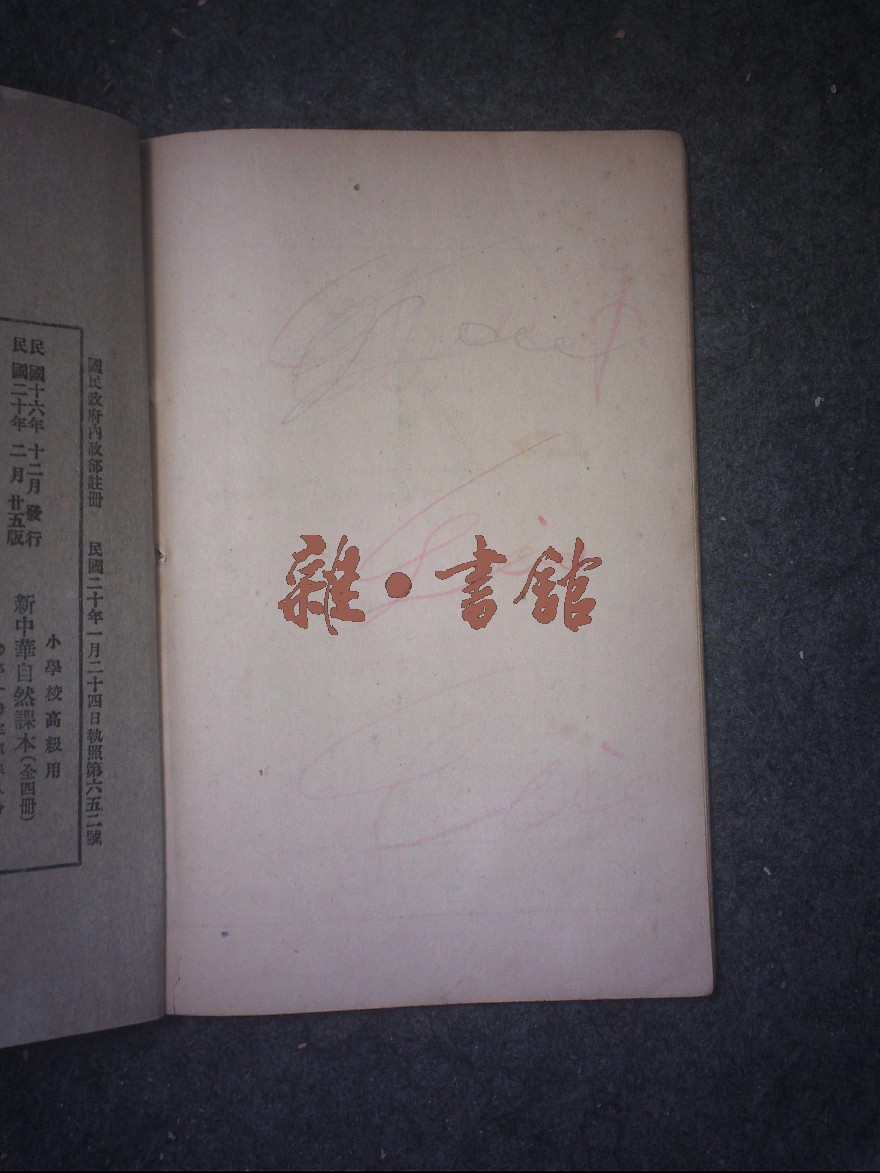 國民政府內政部註冊 民國二十年一月二十四日執照第六五二號
民國十六年十二月發行
民國二十年二月廿五版
小學校高級用
新中華自然課本(全四冊)
雜·書館